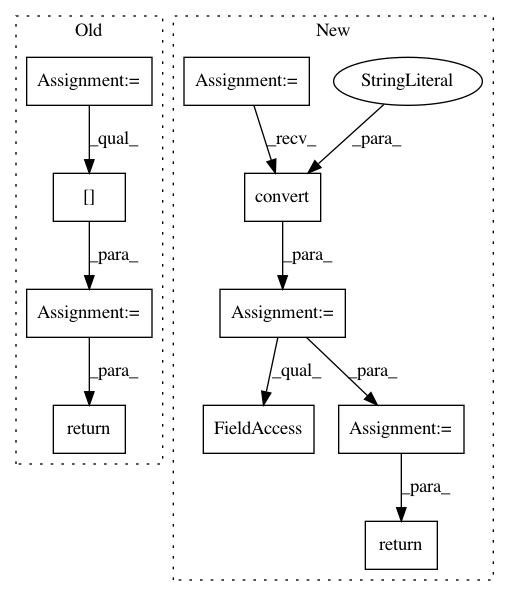 Old
Assignment:=
_qual_
[]
_para_
Assignment:=
_para_
return
New
Assignment:=
StringLiteral
_recv_
_para_
convert
_para_
Assignment:=
_qual_
_para_
FieldAccess
Assignment:=
_para_
return